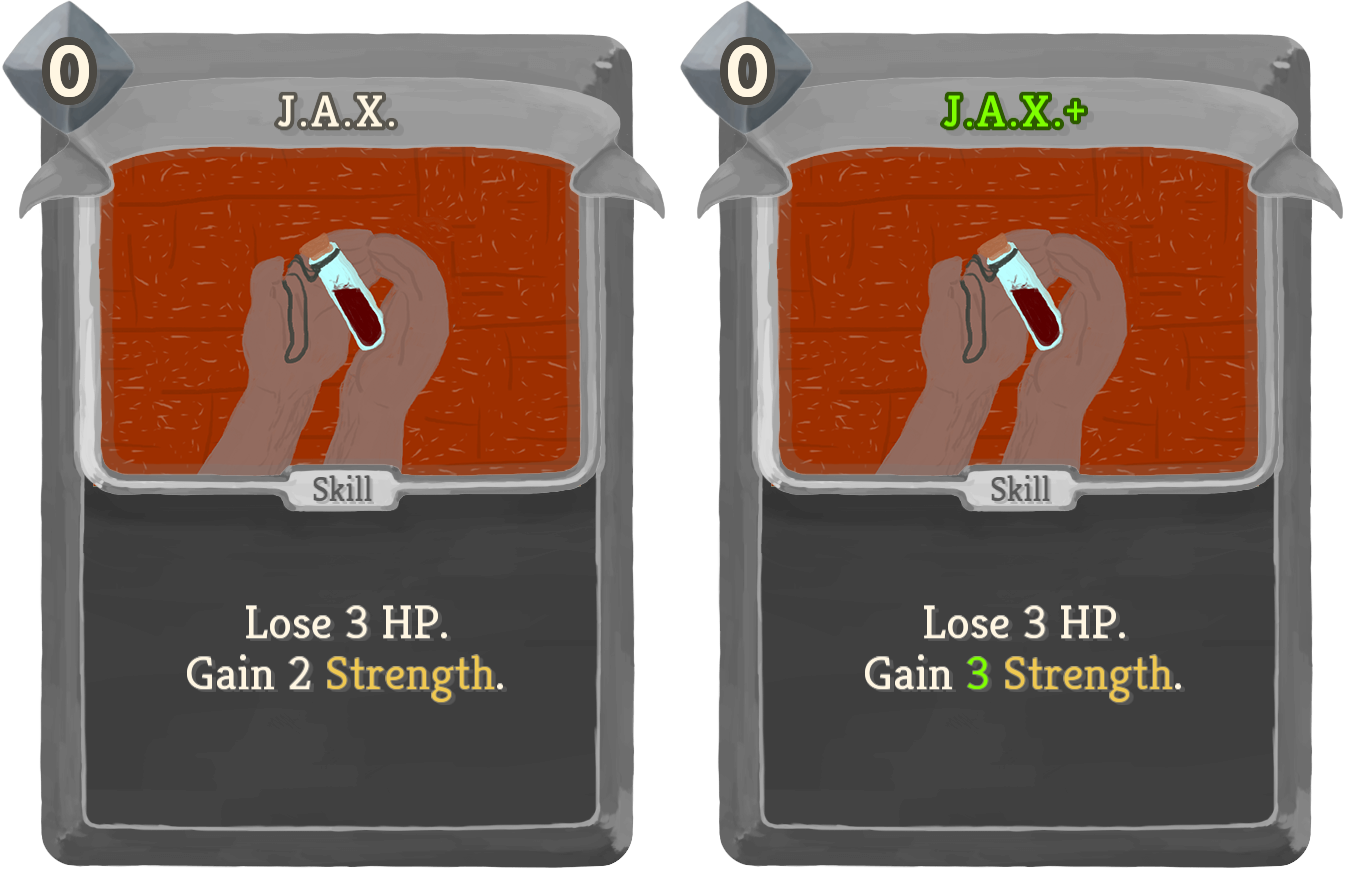 0
J.A.X.
Skill
Lose 3 HP.
Gain 2 Strength.
0
J.A.X.+
Skill
Lose 3 HP.
Gain 3 Strength.